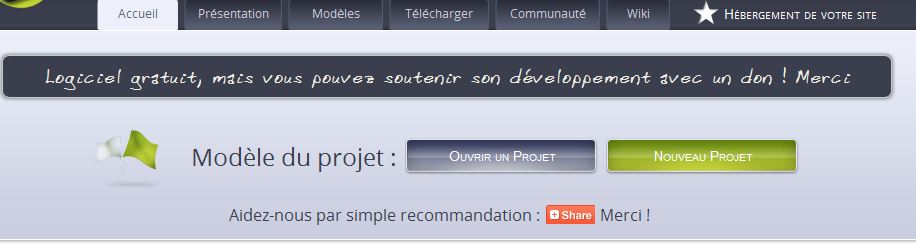 Accueil Présentation Modèles Télécharger Communauté Wiki Hébergement de votre site
Logiciel gratuit, mais vous pouvez soutenir son développement avec un don ! Merci
Modèle du projet : Ouvrir un Projet Nouveau Projet
Aidez-nous par simple recommandation : Share Merci !